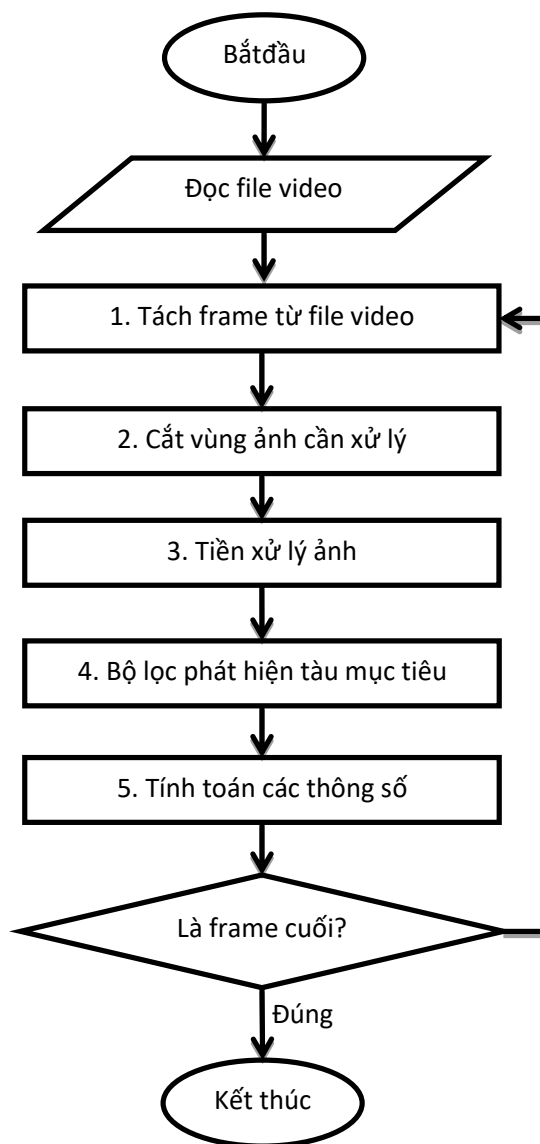 Bắtđầu
Đọc file video
1. Tách frame từ file video
2. Cắt vùng ảnh cần xử lý
3. Tiền xử lý ảnh
4. Bộ lọc phát hiện tàu mục tiêu
5. Tính toán các thông số
Là frame cuối?
Đúng
Kết thúc